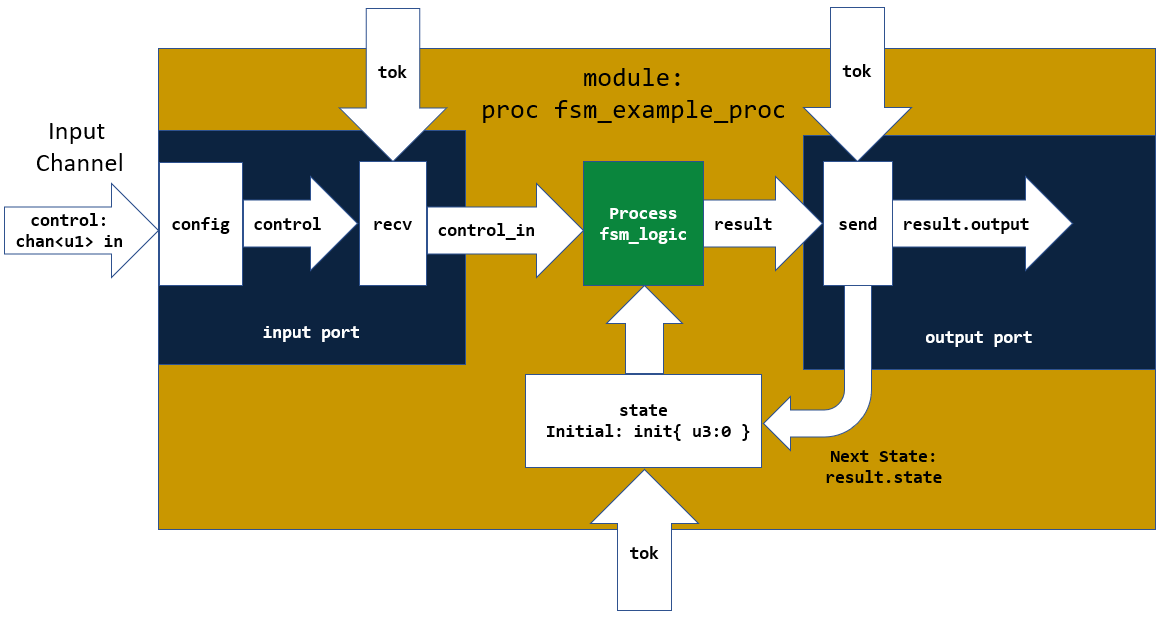 tok
tok
module:
proc fsm_example_proc
Input
Channel
control:
chan<u1> in
config
control
recv
control_in
Process
fsm_logic
result
send
result.output
input port
output port
state
Initial: init{ u3:0 }
Next State:
result.state
tok